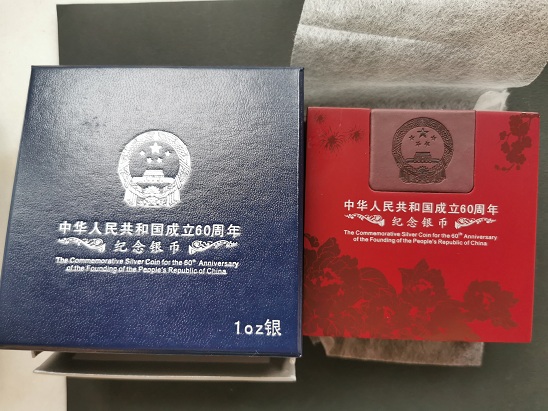 中华人民共和国成立60周年
纪念银币
The Commemorative Silver Coin for the 60th Anniversary
of the Founding of the People's Republic of China
1oz银
中华人民共和国成立60周年
纪念银币
The Commemorative Silver Coin for the 60th Anniversary
of the Founding of the People's Republic of China